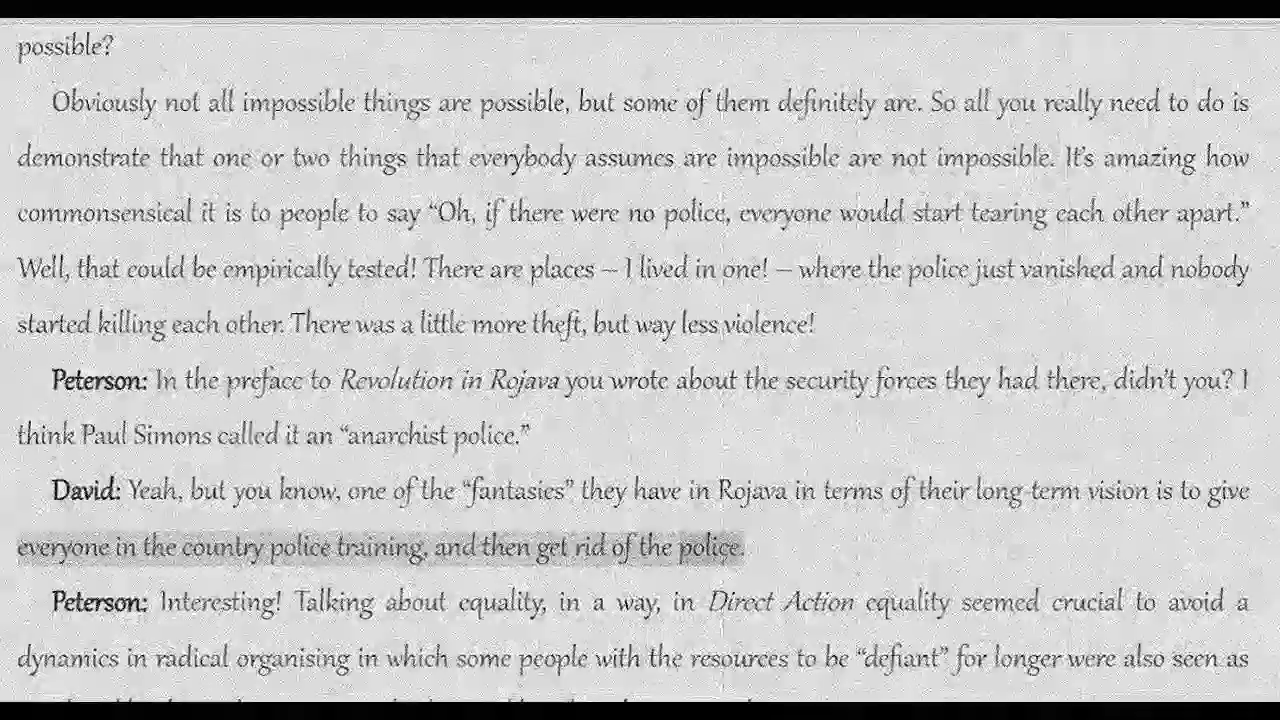 possible?
Obviously not all impossible things are possible, but some of them definitely are. So all you really need to do is
demonstrate that one or two things that everybody assumes are impossible are not impossible. It's amazing how
commonsensical it is to people to say “Oh, if there were no police, everyone would start tearing each other apart.”
Well, that could be empirically tested! There are places – I lived in one! – where the police just vanished and nobody
started killing each other. There was a little more theft, but way less violence!
Peterson: In the preface to Revolution in Rojava you wrote about the security forces they had there, didn't you? I
think Paul Simons called it an “anarchist police.”
David: Yeah, but you know, one of the “fantasies” they have in Rojava in terms of their long-term vision is to give
everyone in the country police training, and then get rid of the police.
Peterson: Interesting! Talking about equality, in a way, in Direct Action equality seemed crucial to avoid a
dynamics in radical organising in which some people with the resources to be “defiant” for longer were also seen as